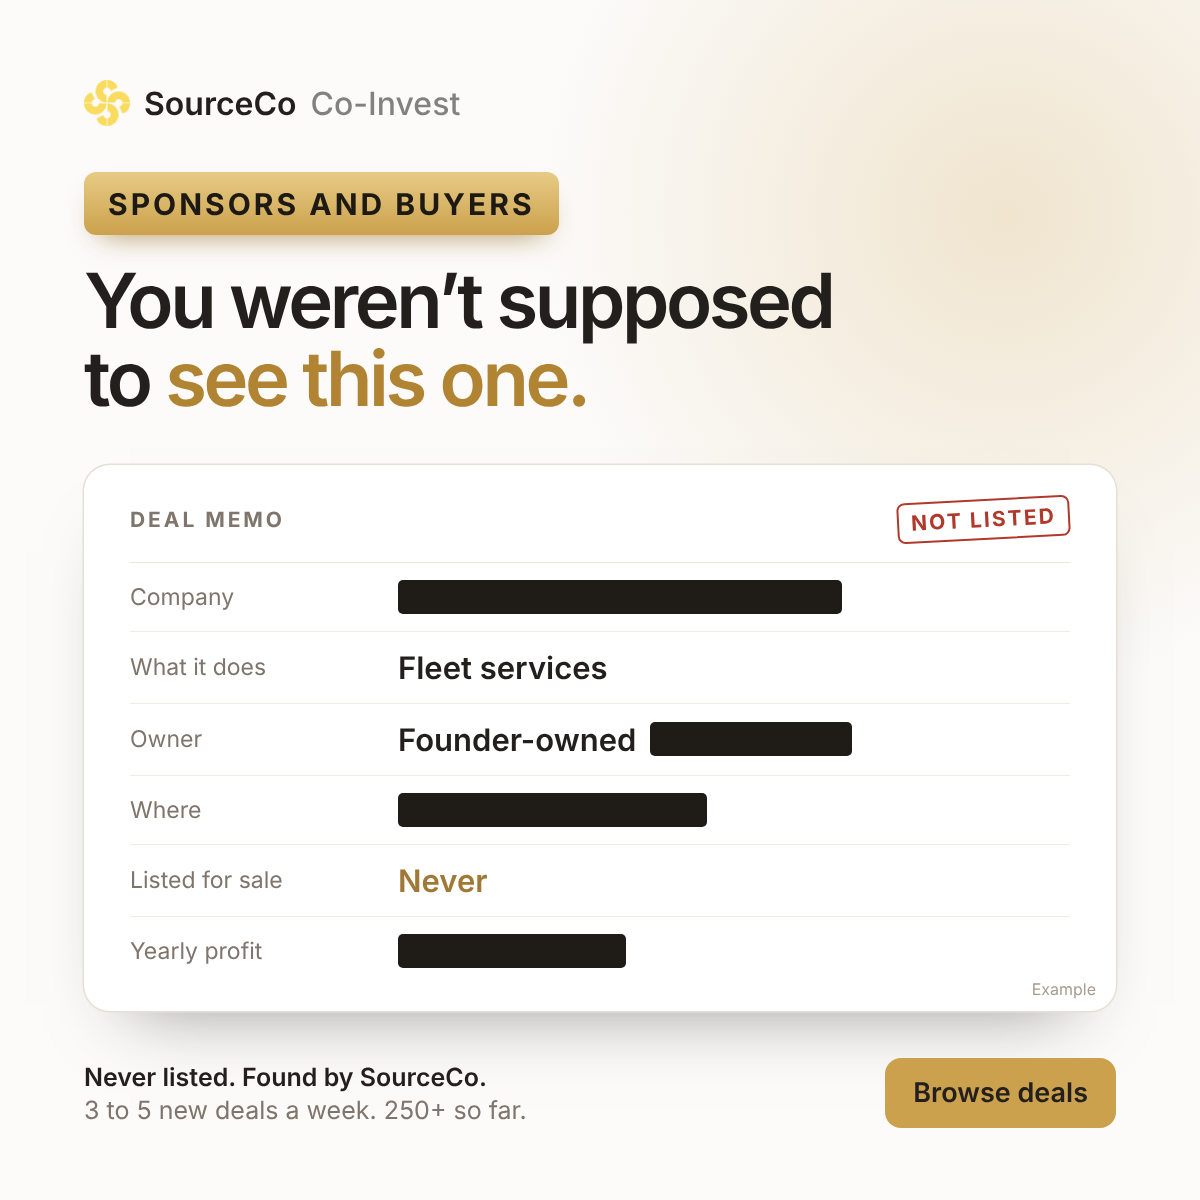 SourceCo Co-Invest
SPONSORS AND BUYERS
You weren’t supposed
to see this one.
DEAL MEMO
NOT LISTED
Company
What it does
Fleet services
Owner
Founder-owned
Where
Listed for sale
Never
Yearly profit
Example
Never listed. Found by SourceCo.
3 to 5 new deals a week. 250+ so far.
Browse deals